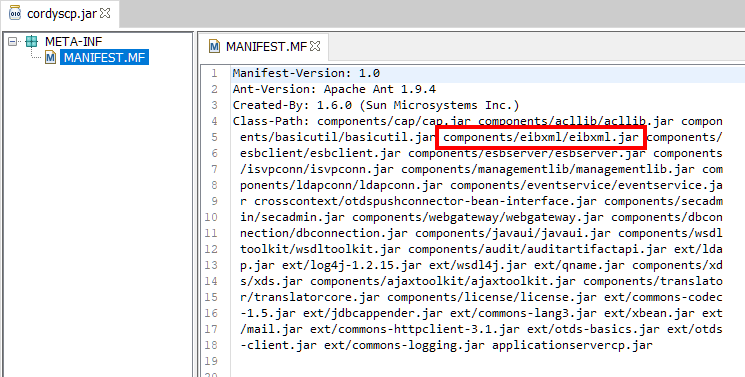 cordyscp.jar
META-INF
MANIFEST.MF
MANIFEST.MF
1 Manifest-Version: 1.0
2 Ant-Version: Apache Ant 1.9.4
3 Created-By: 1.6.0 (Sun Microsystems Inc.)
4 Class-Path: components/cap/cap.jar components/acllib/acllib.jar compon
5 ents/basicutil/basicutil.jar components/eibxml/eibxml.jar components/
6 esbclient/esbclient.jar components/esbserver/esbserver.jar components
7 /isvpconn/isvpconn.jar components/managementlib/managementlib.jar com
8 ponents/ldapconn/ldapconn.jar components/eventservice/eventservice.ja
9 r crosscontext/otdspushconnector-bean-interface.jar components/secadm
10 in/secadmin.jar components/webgateway/webgateway.jar components/dbcon
11 nection/dbconnection.jar components/javaui/javaui.jar components/wsdl
12 toolkit/wsdltoolkit.jar components/audit/auditartifactapi.jar ext/lda
13 p.jar ext/log4j-1.2.15.jar ext/wsdl4j.jar ext/qname.jar components/xd
14 s/xds.jar components/ajaxtoolkit/ajaxtoolkit.jar components/translato
15 r/translatorcore.jar components/license/license.jar ext/commons-codec
16 -1.5.jar ext/jdbcappender.jar ext/commons-lang3.jar ext/xbean.jar ext
17 /mail.jar ext/commons-httpclient-3.1.jar ext/otds-basics.jar ext/otds
18 -client.jar ext/commons-logging.jar applicationservercp.jar
19
20